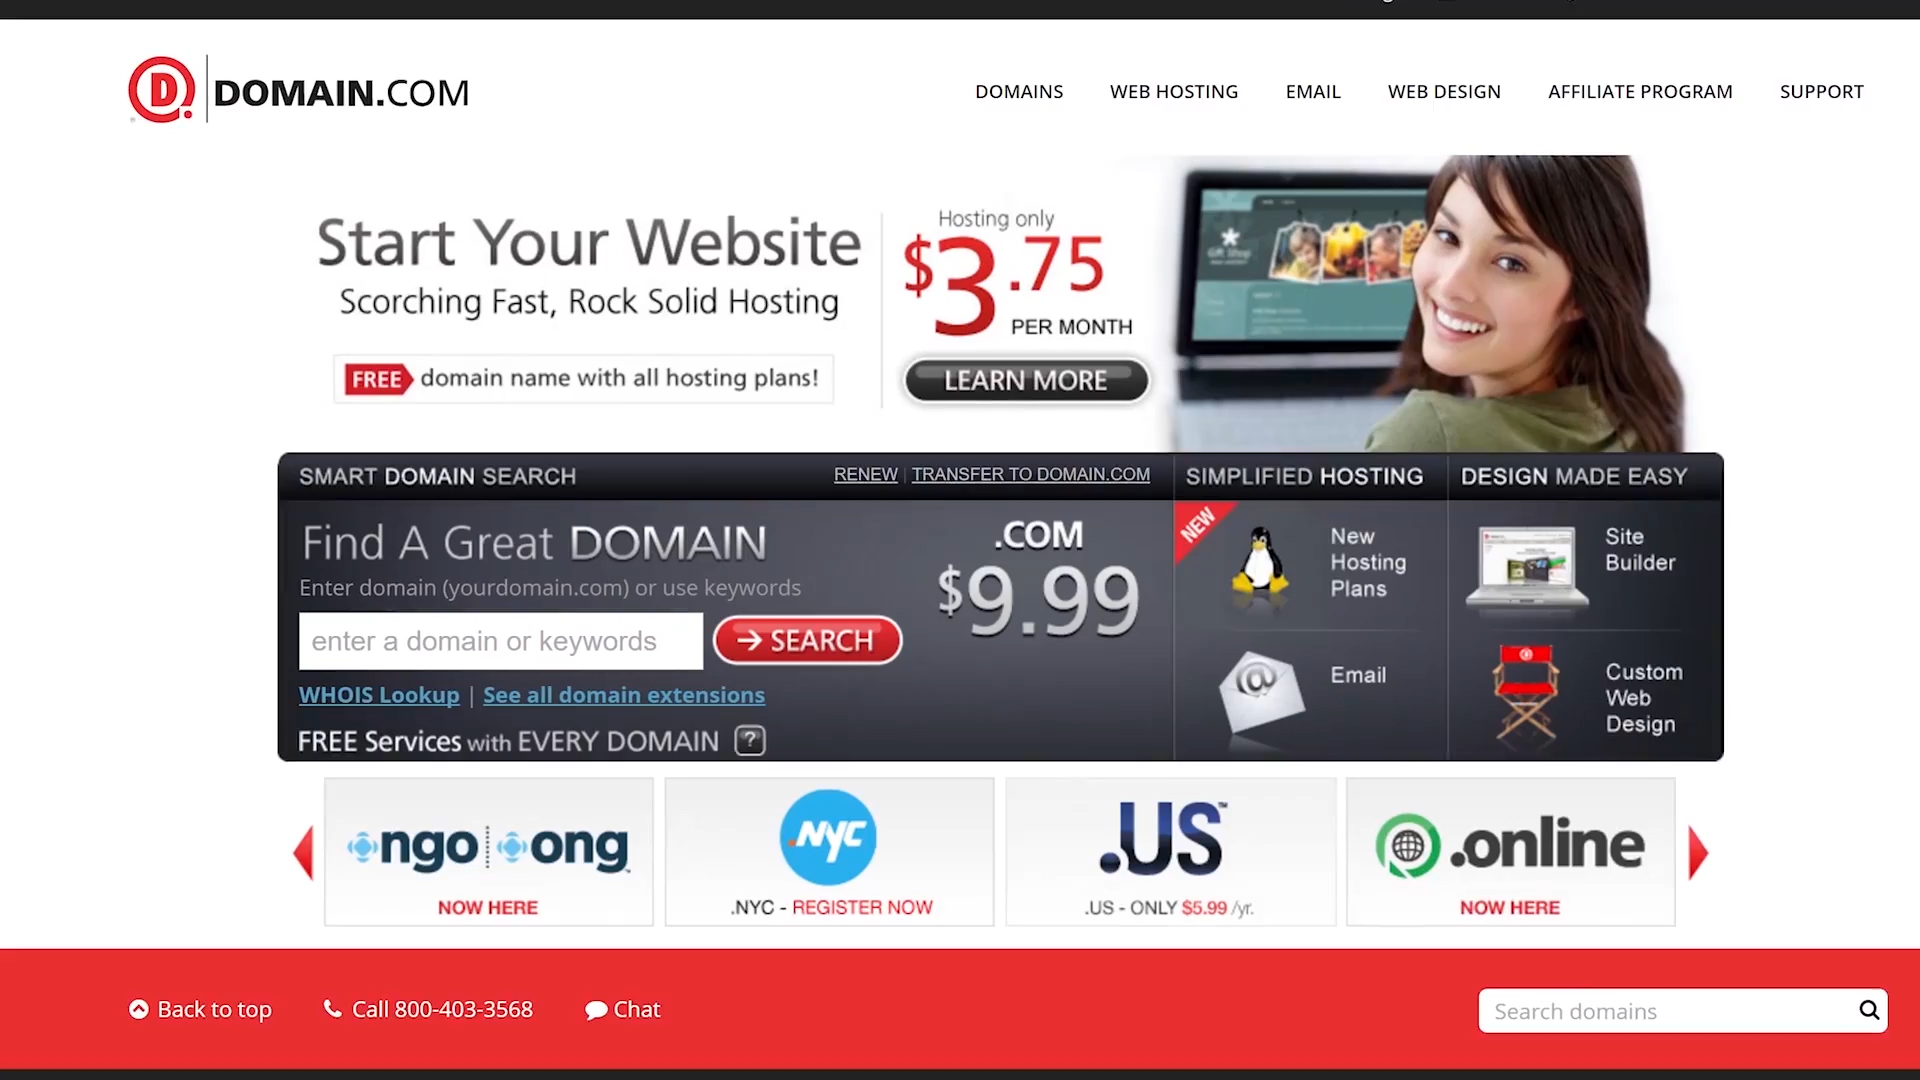 DOMAIN.COM
DOMAINS WEB HOSTING EMAIL WEB DESIGN AFFILIATE PROGRAM SUPPORT
Start Your Website
Scorching Fast, Rock Solid Hosting
FREE domain name with all hosting plans!
Hosting only
$3.75
PER MONTH
LEARN MORE
SMART DOMAIN SEARCH
RENEW | TRANSFER TO DOMAIN.COM
Find A Great DOMAIN
Enter domain (yourdomain.com) or use keywords
enter a domain or keywords
→ SEARCH
WHOIS Lookup | See all domain extensions
FREE Services with EVERY DOMAIN ?
.COM
$9.99
SIMPLIFIED HOSTING
NEW
New
Hosting
Plans
@
Email
DESIGN MADE EASY
Site
Builder
Custom
Web
Design
ngo ong
NOW HERE
.NYC
.NYC - REGISTER NOW
.US™
.US - ONLY $5.99 /yr.
.online
NOW HERE
Back to top
Call 800-403-3568
Chat
Search domains